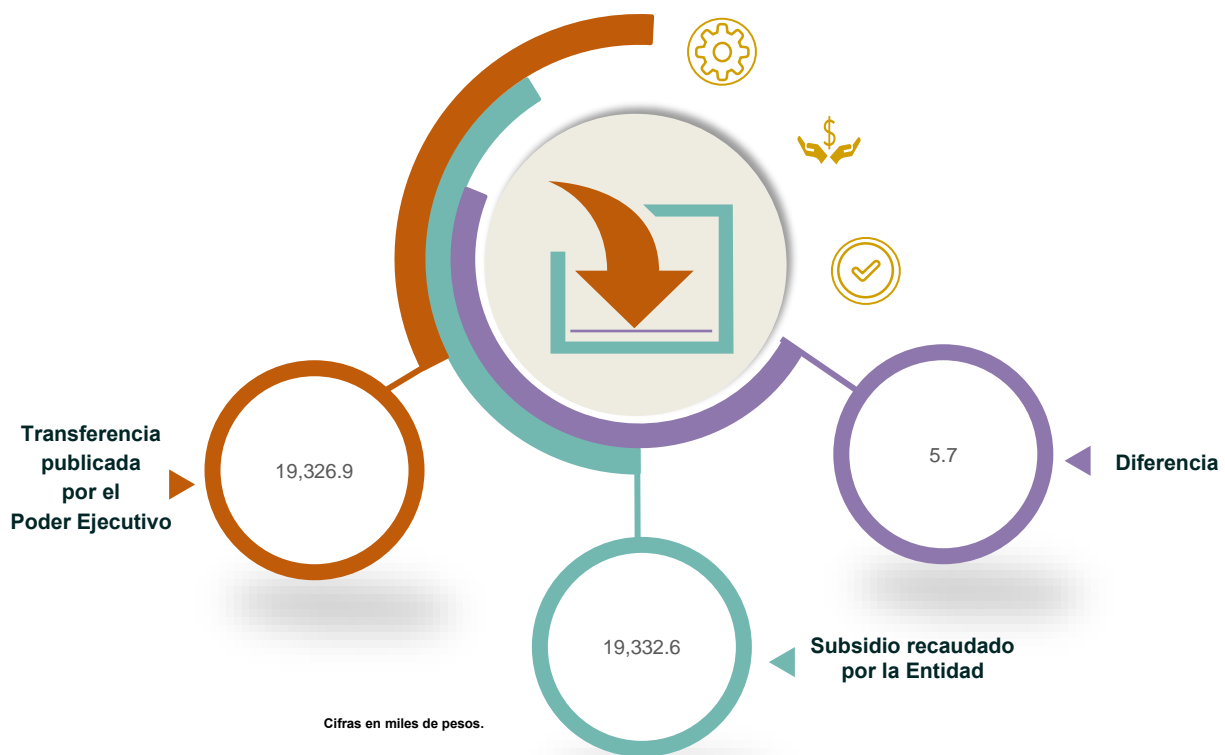 Transferencia
publicada
por el
Poder Ejecutivo
19,326.9
5.7
Diferencia
19,332.6
Subsidio recaudado
por la Entidad
Cifras en miles de pesos.
$